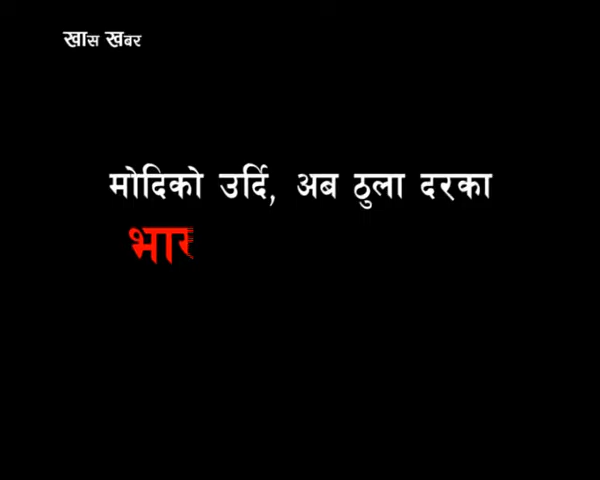 खास खबर
मोदिको उर्दि, अब ठुला दरका
भार